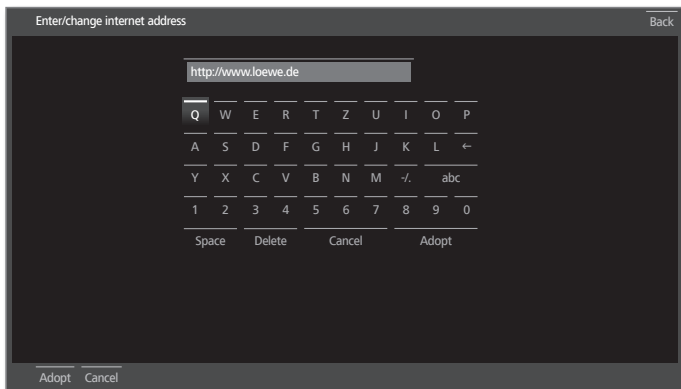 Enter/change internet address Back
http://www.loewe.de
Q W E R T Z U I O P
A S D F G H J K L ←
Y X C V B N M -/. abc
1 2 3 4 5 6 7 8 9 0
Space Delete Cancel Adopt
Adopt Cancel